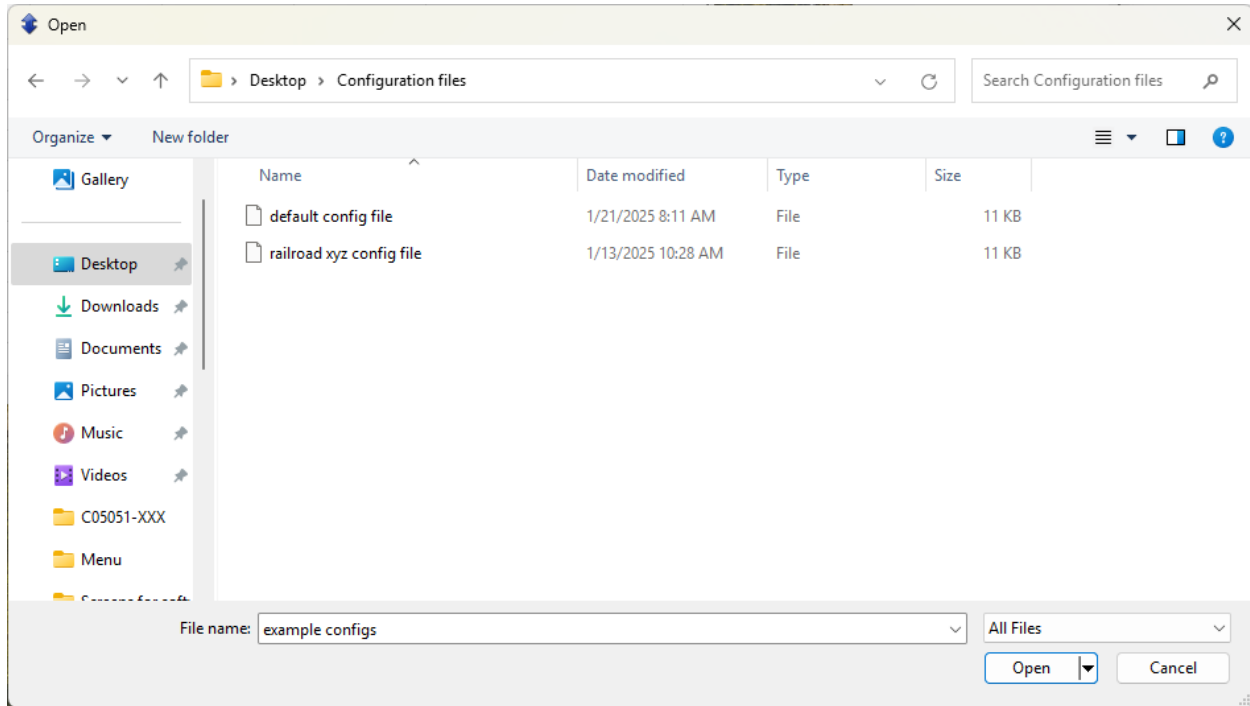 Open
Desktop > Configuration files
Search Configuration files
Organize
New folder
Name Date modified Type Size
default config file 1/21/2025 8:11 AM File 11 KB
railroad xyz config file 1/13/2025 10:28 AM File 11 KB
Gallery
Desktop
Downloads
Documents
Pictures
Music
Videos
C05051-XXX
Menu
File name: example configs
All Files
Open
Cancel